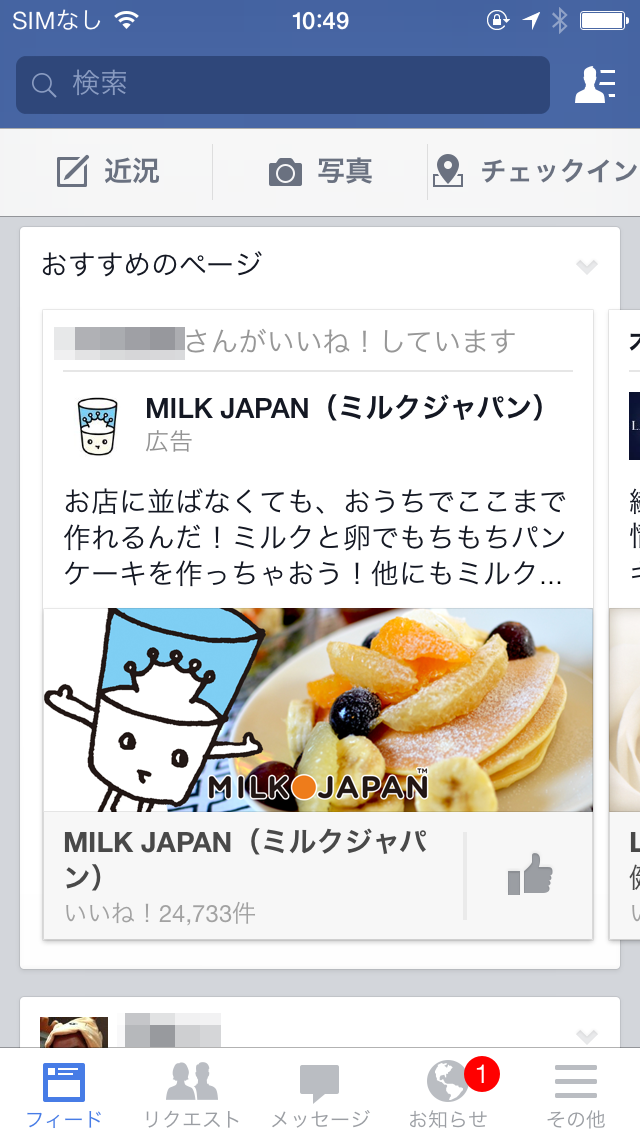 SIMなし 10:49
検索
近況 写真 チェックイン
おすすめのページ
さんがいいね！しています
MILK JAPAN（ミルクジャパン）
広告
お店に並ばなくても、おうちでここまで
作れるんだ！ミルクと卵でもちもちパン
ケーキを作っちゃおう！他にもミルク...
MILK JAPAN™
MILK JAPAN（ミルクジャパ
ン）
いいね！24,733件
1
フィード リクエスト メッセージ お知らせ その他